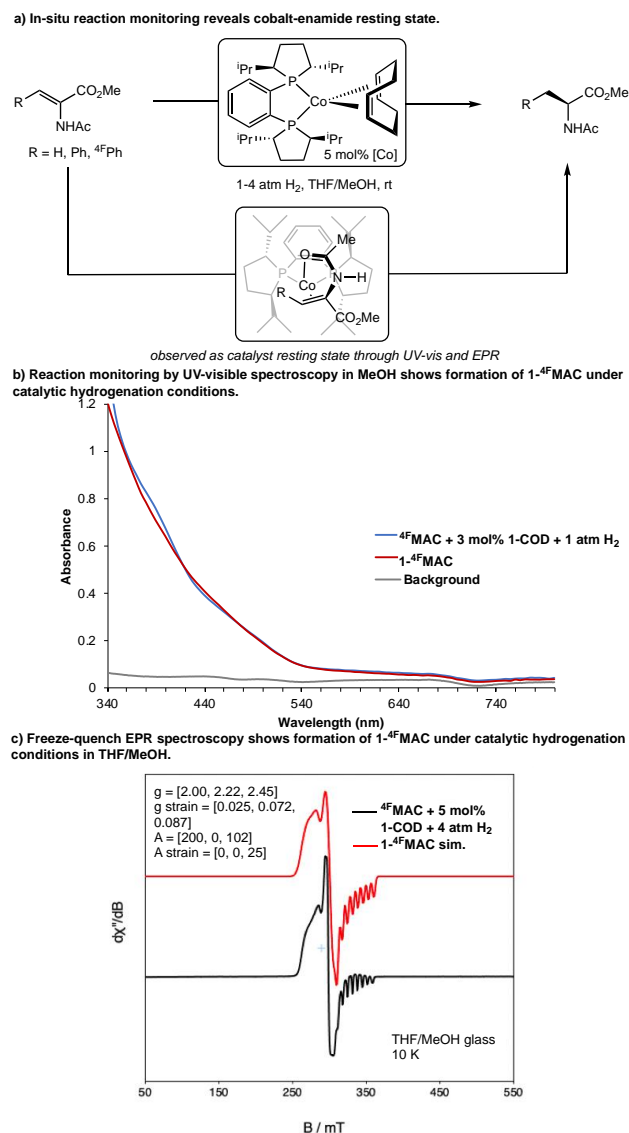 a) In-situ reaction monitoring reveals cobalt-enamide resting state.
iPr
iPr
R
CO2Me
NHAc
P
Co
P
iPr
iPr
5 mol% [Co]
R
CO2Me
NHAc
R = H, Ph, 4FPh
1-4 atm H2, THF/MeOH, rt
Me
O
P
N
H
Co
R
CO2Me
observed as catalyst resting state through UV-vis and EPR
b) Reaction monitoring by UV-visible spectroscopy in MeOH shows formation of 1-4FMAC under
catalytic hydrogenation conditions.
1.2
1
0.8
0.6
0.4
0.2
0
Absorbance
4FMAC + 3 mol% 1-COD + 1 atm H2
1-4FMAC
Background
340
440
540
640
740
Wavelength (nm)
c) Freeze-quench EPR spectroscopy shows formation of 1-4FMAC under catalytic hydrogenation
conditions in THF/MeOH.
g = [2.00, 2.22, 2.45]
g strain = [0.025, 0.072,
0.087]
A = [200, 0, 102]
A strain = [0, 0, 25]
4FMAC + 5 mol%
1-COD + 4 atm H2
1-4FMAC sim.
dχ"/dB
THF/MeOH glass
10 K
50
150
250
350
450
550
B / mT